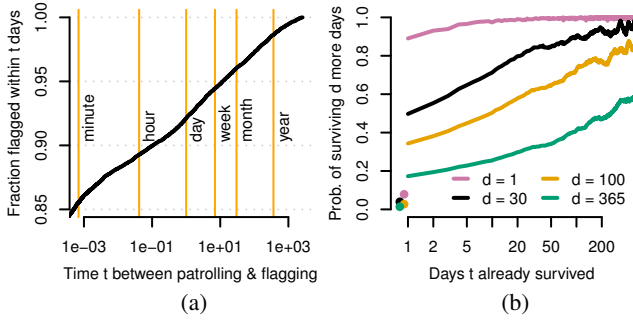 Fraction flagged within t days
0.85 0.90 0.95 1.00
minute
hour
day
week
month
year
1e−03 1e−01 1e+01 1e+03
Time t between patrolling & flagging
(a)
Prob. of surviving d more days
0.0 0.2 0.4 0.6 0.8 1.0
d = 1 d = 100
d = 30 d = 365
1 2 5 20 50 200
Days t already survived
(b)